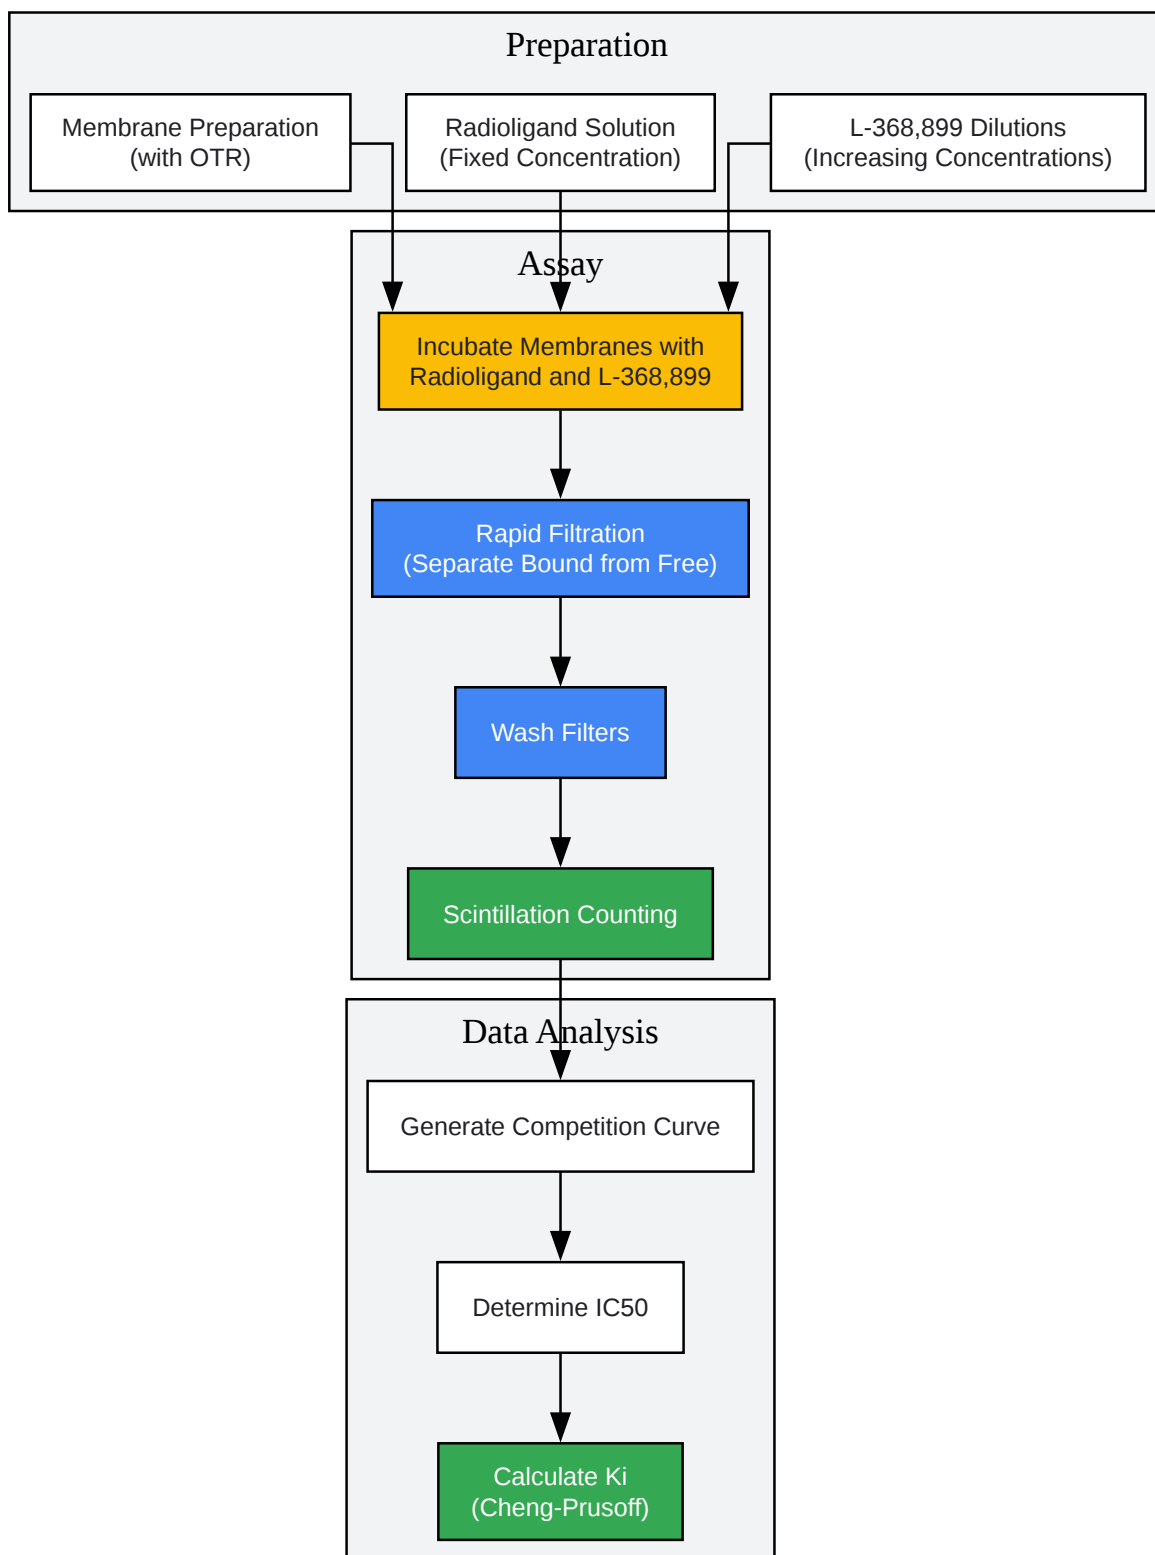 Preparation
Membrane Preparation
(with OTR)
Radioligand Solution
(Fixed Concentration)
L-368,899 Dilutions
(Increasing Concentrations)
Assay
Incubate Membranes with
Radioligand and L-368,899
Rapid Filtration
(Separate Bound from Free)
Wash Filters
Scintillation Counting
Data Analysis
Generate Competition Curve
Determine IC50
Calculate Ki
(Cheng-Prusoff)